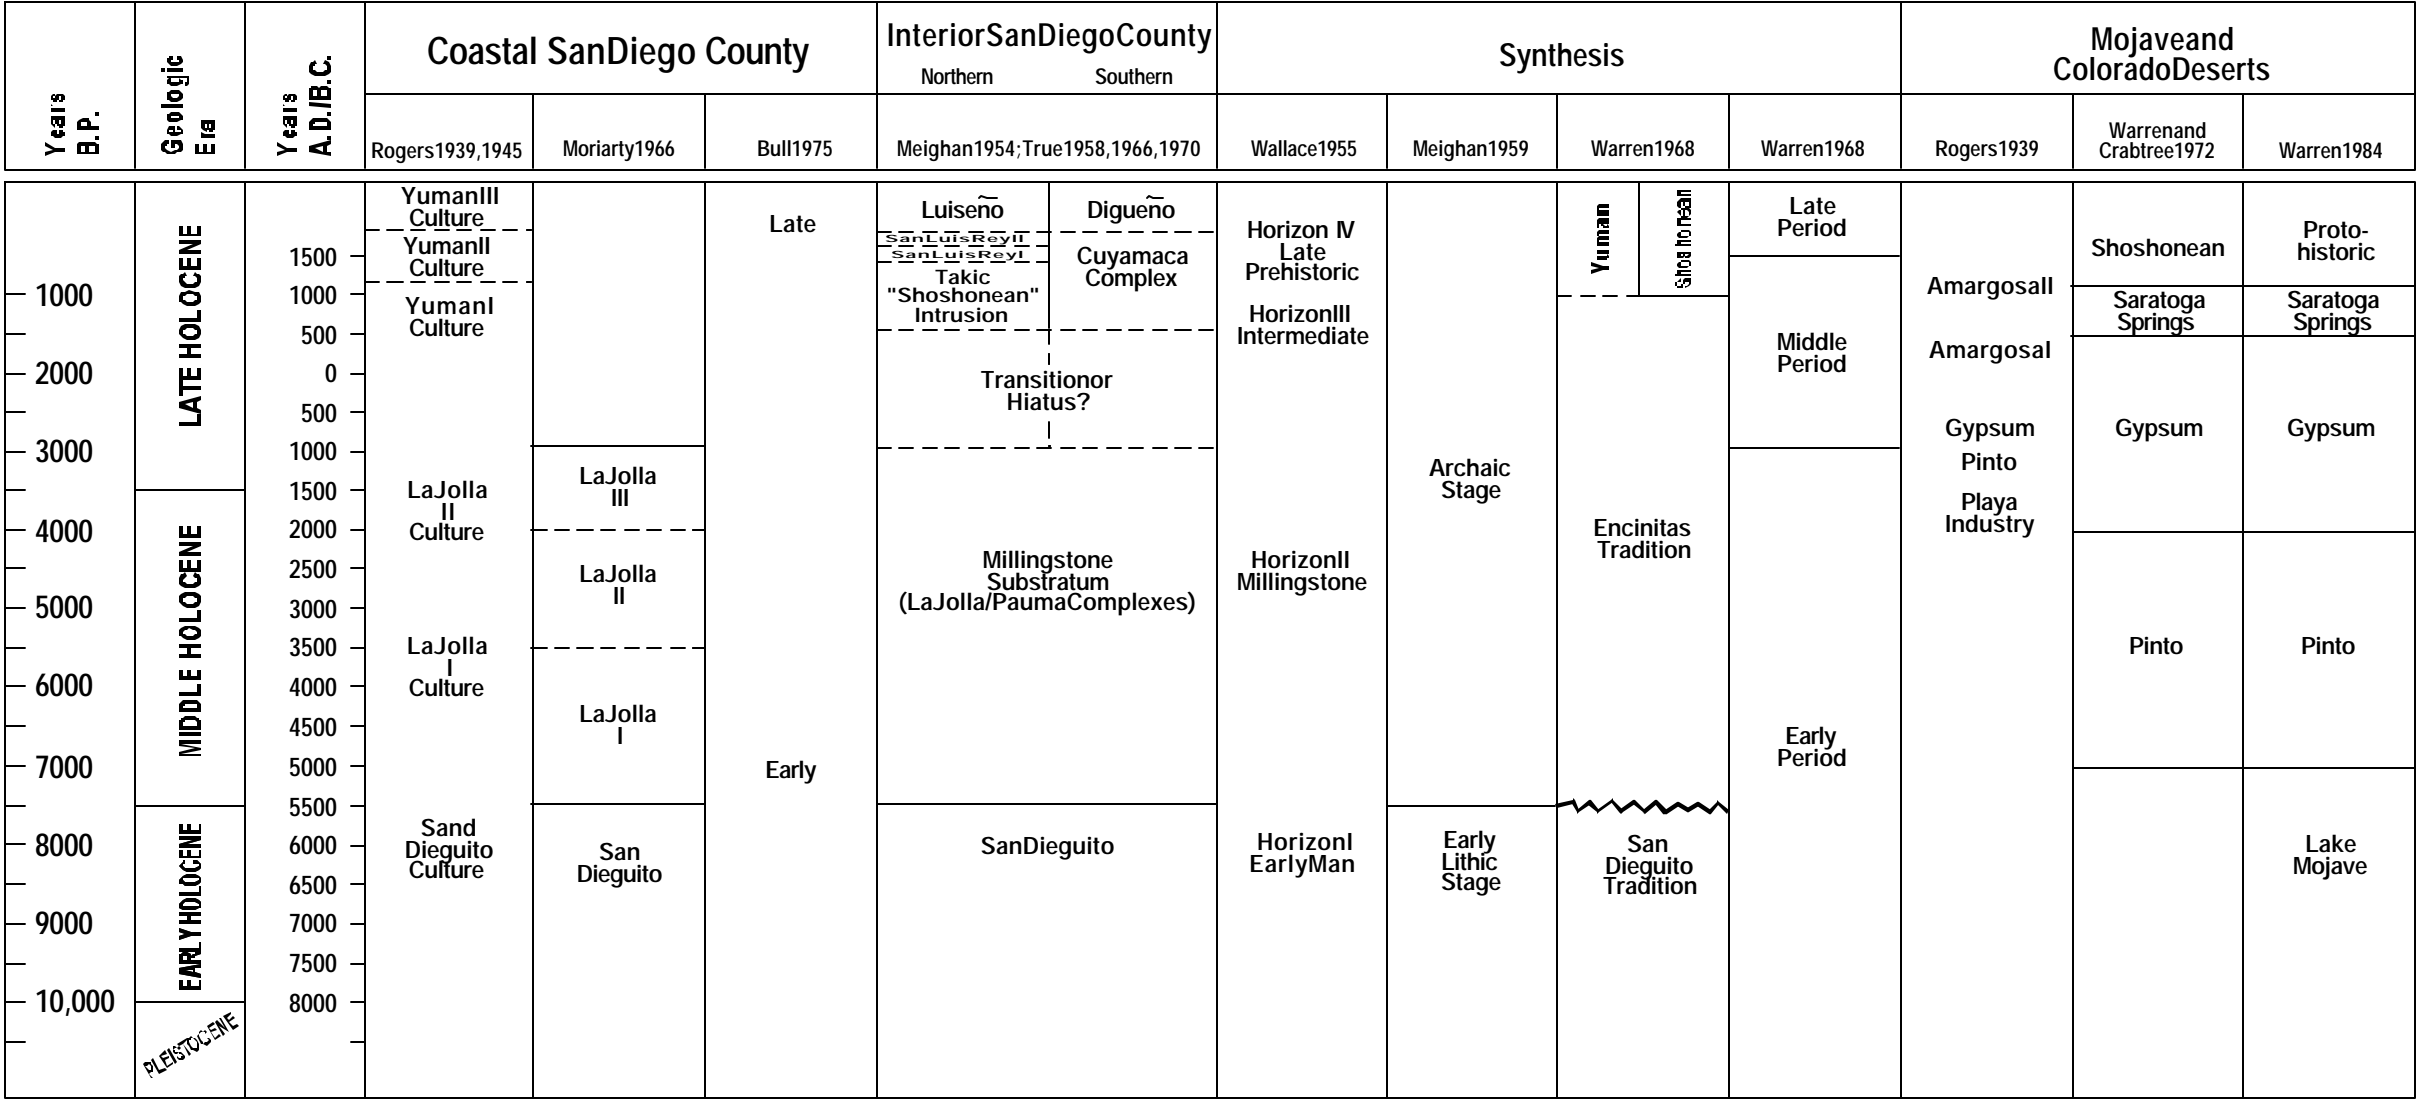 Years
B.P.
Geologic
Era
Years
A.D./B.C.
Coastal SanDiego County
InteriorSanDiegoCounty
Northern Southern
Synthesis
Mojaveand
ColoradoDeserts
Rogers1939,1945
Moriarty1966
Bull1975
Meighan1954;True1958,1966,1970
Wallace1955
Meighan1959
Warren1968
Warren1968
Rogers1939
Warrenand
Crabtree1972
Warren1984
1000
2000
3000
4000
5000
6000
7000
8000
9000
10,000
LATE HOLOCENE
MIDDLE HOLOCENE
EARLY HOLOCENE
PLEISTOCENE
1500
1000
500
0
500
1000
1500
2000
2500
3000
3500
4000
4500
5000
5500
6000
6500
7000
7500
8000
YumanIII
Culture
YumanII
Culture
YumanI
Culture
LaJolla
II
Culture
LaJolla
I
Culture
Sand
Dieguito
Culture
LaJolla
III
LaJolla
II
LaJolla
I
San
Dieguito
Late
Early
Luiseño
SanLuisReyII
SanLuisReyI
Takic
"Shoshonean"
Intrusion
Digueño
Cuyamaca
Complex
Transitionor
Hiatus?
Millingstone
Substratum
(LaJolla/PaumaComplexes)
SanDieguito
Horizon IV
Late
Prehistoric
HorizonIII
Intermediate
HorizonII
Millingstone
HorizonI
EarlyMan
Archaic
Stage
Early
Lithic
Stage
Yuman
Shoshonean
Encinitas
Tradition
San
Dieguito
Tradition
Late
Period
Middle
Period
Early
Period
AmargosaII
AmargosaI
Gypsum
Pinto
Playa
Industry
Shoshonean
Saratoga
Springs
Gypsum
Pinto
Proto-
historic
Saratoga
Springs
Gypsum
Pinto
Lake
Mojave